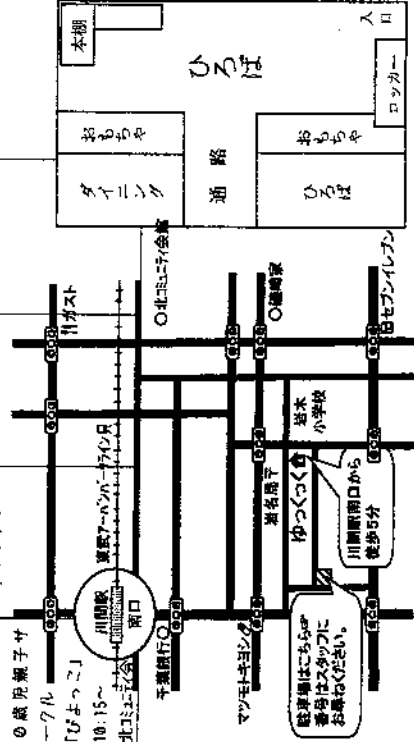 0歳児親子サ
ークル
「ぴよっこ」
10:15～
北コミュニティ会
川間駅
南口
東武アーバンパークライン
ガスト
北コミュニティ会館
千葉銀行
マツモトキヨシ
岩名局〒
ゆっくっく
岩木
小学校
セブンイレブン
川間駅南口から
徒歩5分
駐車場はこちら
番号はスタッフに
お尋ねください。
本棚
入口
ひろば
ロッカー
おもちゃ
おもちゃ
ダイニング
通路
ひろば